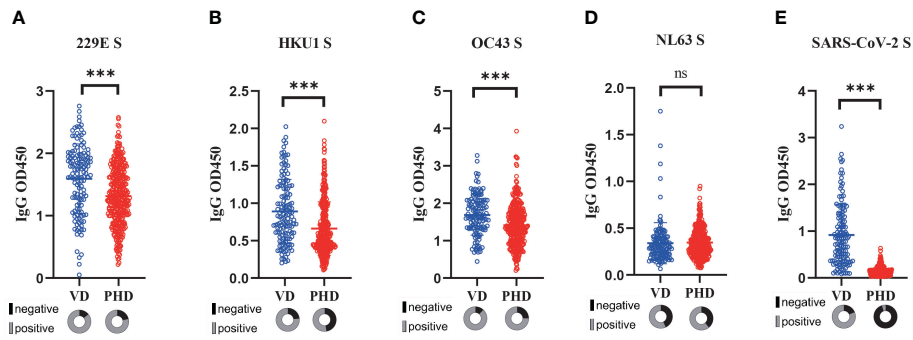 A
229E S
***
IgG OD450
3
2
1
0
VD PHD
negative
positive
B
HKU1 S
***
IgG OD450
2.5
2.0
1.5
1.0
0.5
0.0
VD PHD
negative
positive
C
OC43 S
***
IgG OD450
5
4
3
2
1
0
VD PHD
negative
positive
D
NL63 S
ns
IgG OD450
2.0
1.5
1.0
0.5
0.0
VD PHD
negative
positive
E
SARS-CoV-2 S
***
IgG OD450
4
3
2
1
0
VD PHD
negative
positive